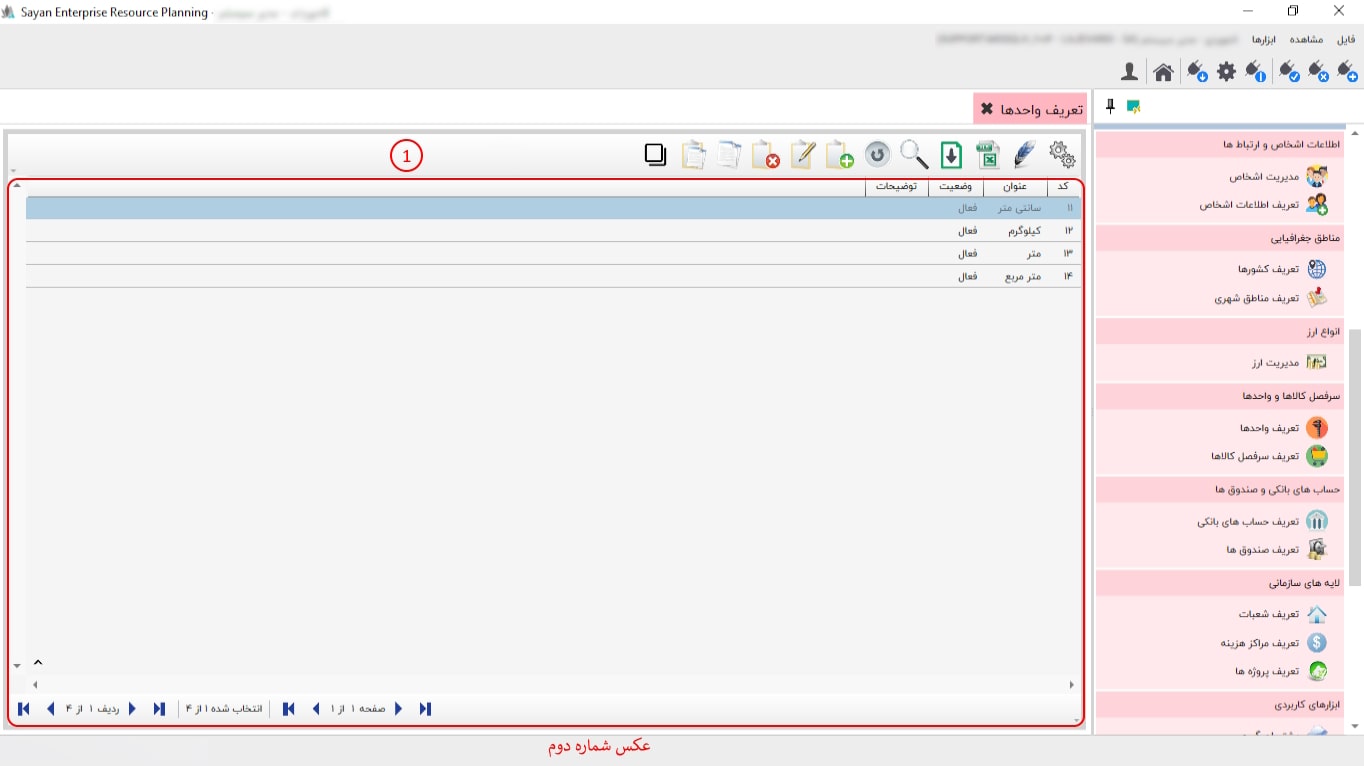 Sayan Enterprise Resource Planning -
فایل مشاهده ابزارها
تعریف واحدها
1
کد عنوان وضعیت توضیحات
۱۱ سانتی متر فعال
۱۲ کیلوگرم فعال
۱۳ متر فعال
۱۴ متر مربع فعال
صفحه ۱ از ۱
انتخاب شده ۱ از ۴
ردیف ۱ از ۴
اطلاعات اشخاص و ارتباط ها
مدیریت اشخاص
تعریف اطلاعات اشخاص
مناطق جغرافیایی
تعریف کشورها
تعریف مناطق شهری
انواع ارز
مدیریت ارز
سرفصل کالاها و واحدها
تعریف واحدها
تعریف سرفصل کالاها
حساب های بانکی و صندوق ها
تعریف حساب های بانکی
تعریف صندوق ها
لایه های سازمانی
تعریف شعبات
تعریف مراکز هزینه
تعریف پروژه ها
ابزارهای کاربردی
عکس شماره دوم